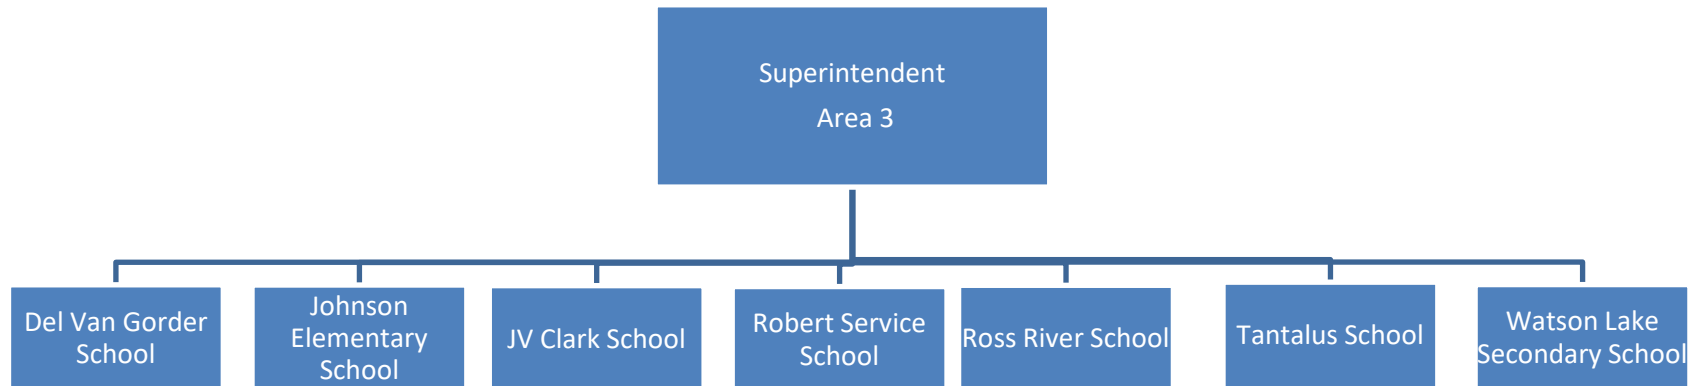 Superintendent
Area 3
Del Van Gorder
School
Johnson
Elementary
School
JV Clark School
Robert Service
School
Ross River School
Tantalus School
Watson Lake
Secondary School